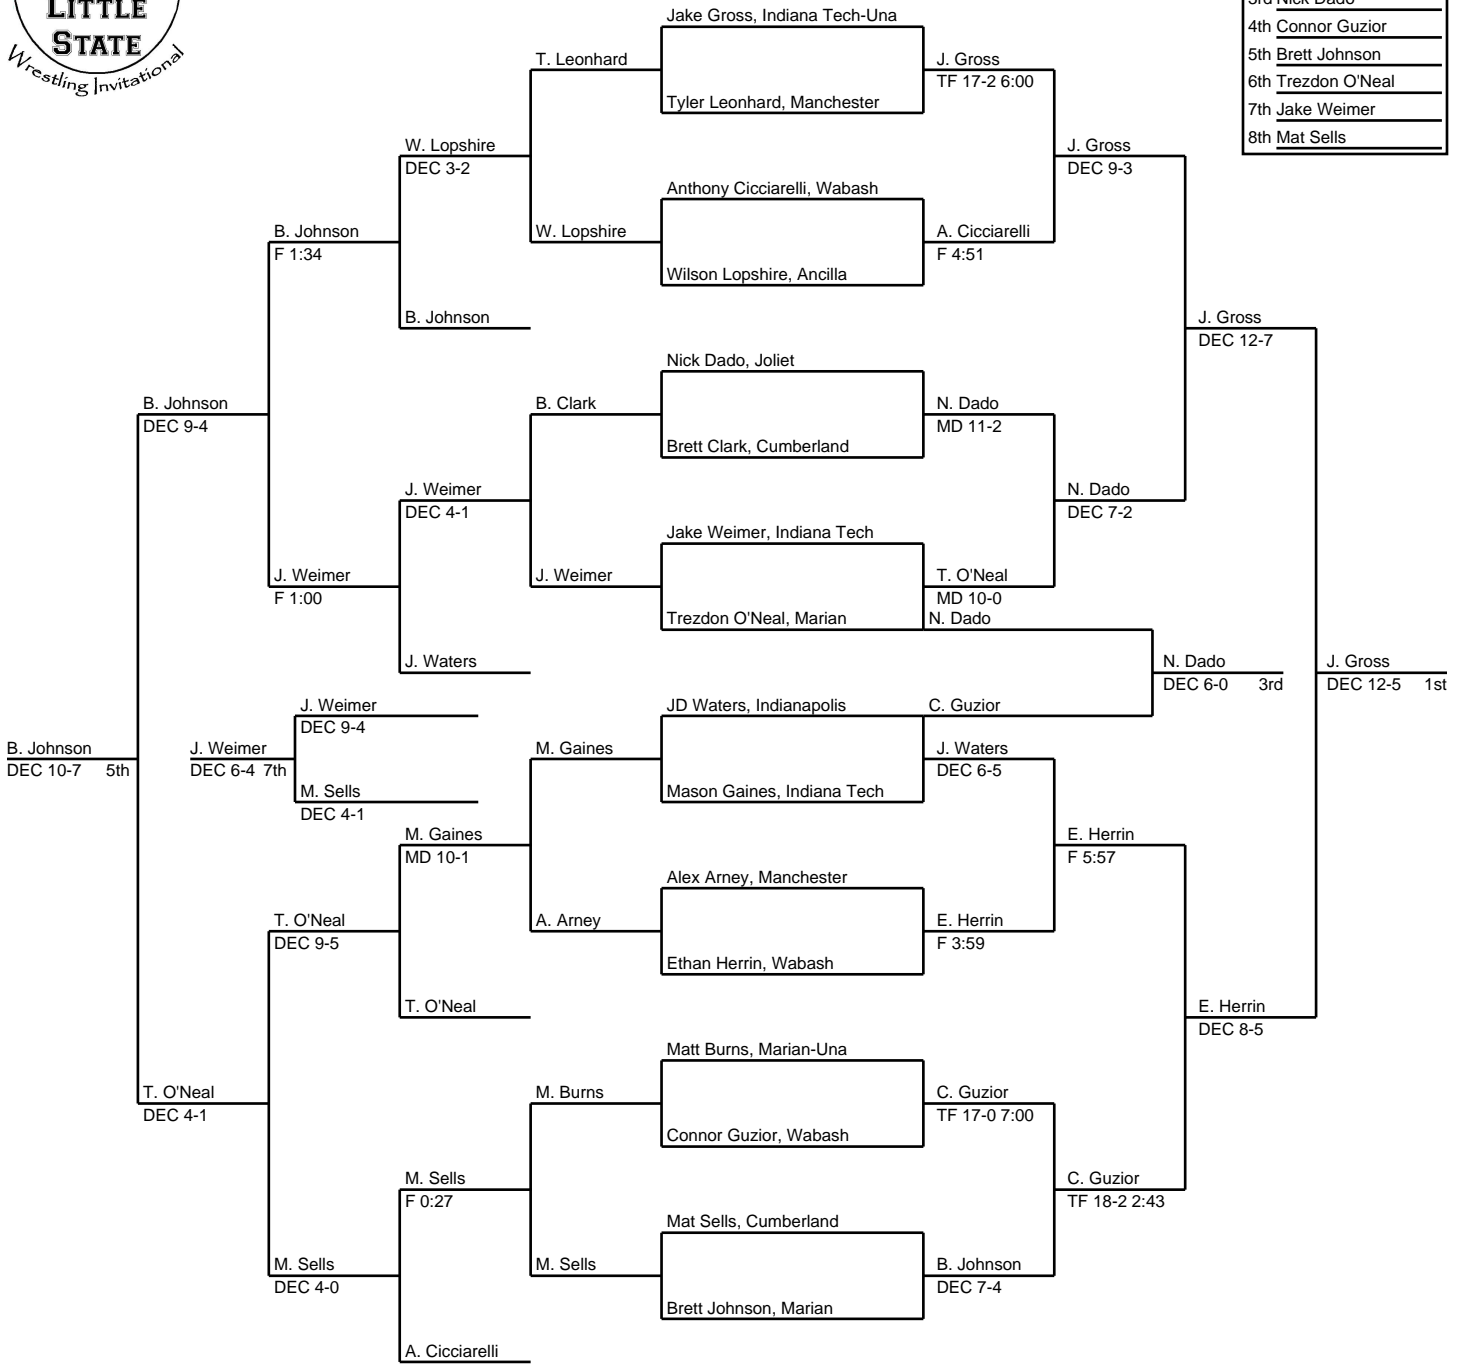 LITTLE
STATE
Wrestling Invitational
3rd Nick Dado
4th Connor Guzior
5th Brett Johnson
6th Trezdon O'Neal
7th Jake Weimer
8th Mat Sells
Jake Gross, Indiana Tech-Una
T. Leonhard
J. Gross
TF 17-2 6:00
Tyler Leonhard, Manchester
W. Lopshire
DEC 3-2
J. Gross
DEC 9-3
Anthony Cicciarelli, Wabash
B. Johnson
F 1:34
W. Lopshire
A. Cicciarelli
F 4:51
Wilson Lopshire, Ancilla
B. Johnson
J. Gross
DEC 12-7
Nick Dado, Joliet
B. Johnson
DEC 9-4
B. Clark
N. Dado
MD 11-2
Brett Clark, Cumberland
J. Weimer
DEC 4-1
N. Dado
DEC 7-2
Jake Weimer, Indiana Tech
J. Weimer
F 1:00
J. Weimer
T. O'Neal
MD 10-0
Trezdon O'Neal, Marian
N. Dado
J. Waters
N. Dado
DEC 6-0 3rd
J. Gross
DEC 12-5 1st
J. Weimer
DEC 9-4
JD Waters, Indianapolis
C. Guzior
B. Johnson
DEC 10-7 5th
J. Weimer
DEC 6-4 7th
M. Gaines
J. Waters
DEC 6-5
M. Sells
DEC 4-1
Mason Gaines, Indiana Tech
M. Gaines
MD 10-1
E. Herrin
F 5:57
Alex Arney, Manchester
T. O'Neal
DEC 9-5
A. Arney
E. Herrin
F 3:59
Ethan Herrin, Wabash
T. O'Neal
E. Herrin
DEC 8-5
Matt Burns, Marian-Una
T. O'Neal
DEC 4-1
M. Burns
C. Guzior
TF 17-0 7:00
Connor Guzior, Wabash
M. Sells
F 0:27
C. Guzior
TF 18-2 2:43
Mat Sells, Cumberland
M. Sells
DEC 4-0
M. Sells
B. Johnson
DEC 7-4
Brett Johnson, Marian
A. Cicciarelli